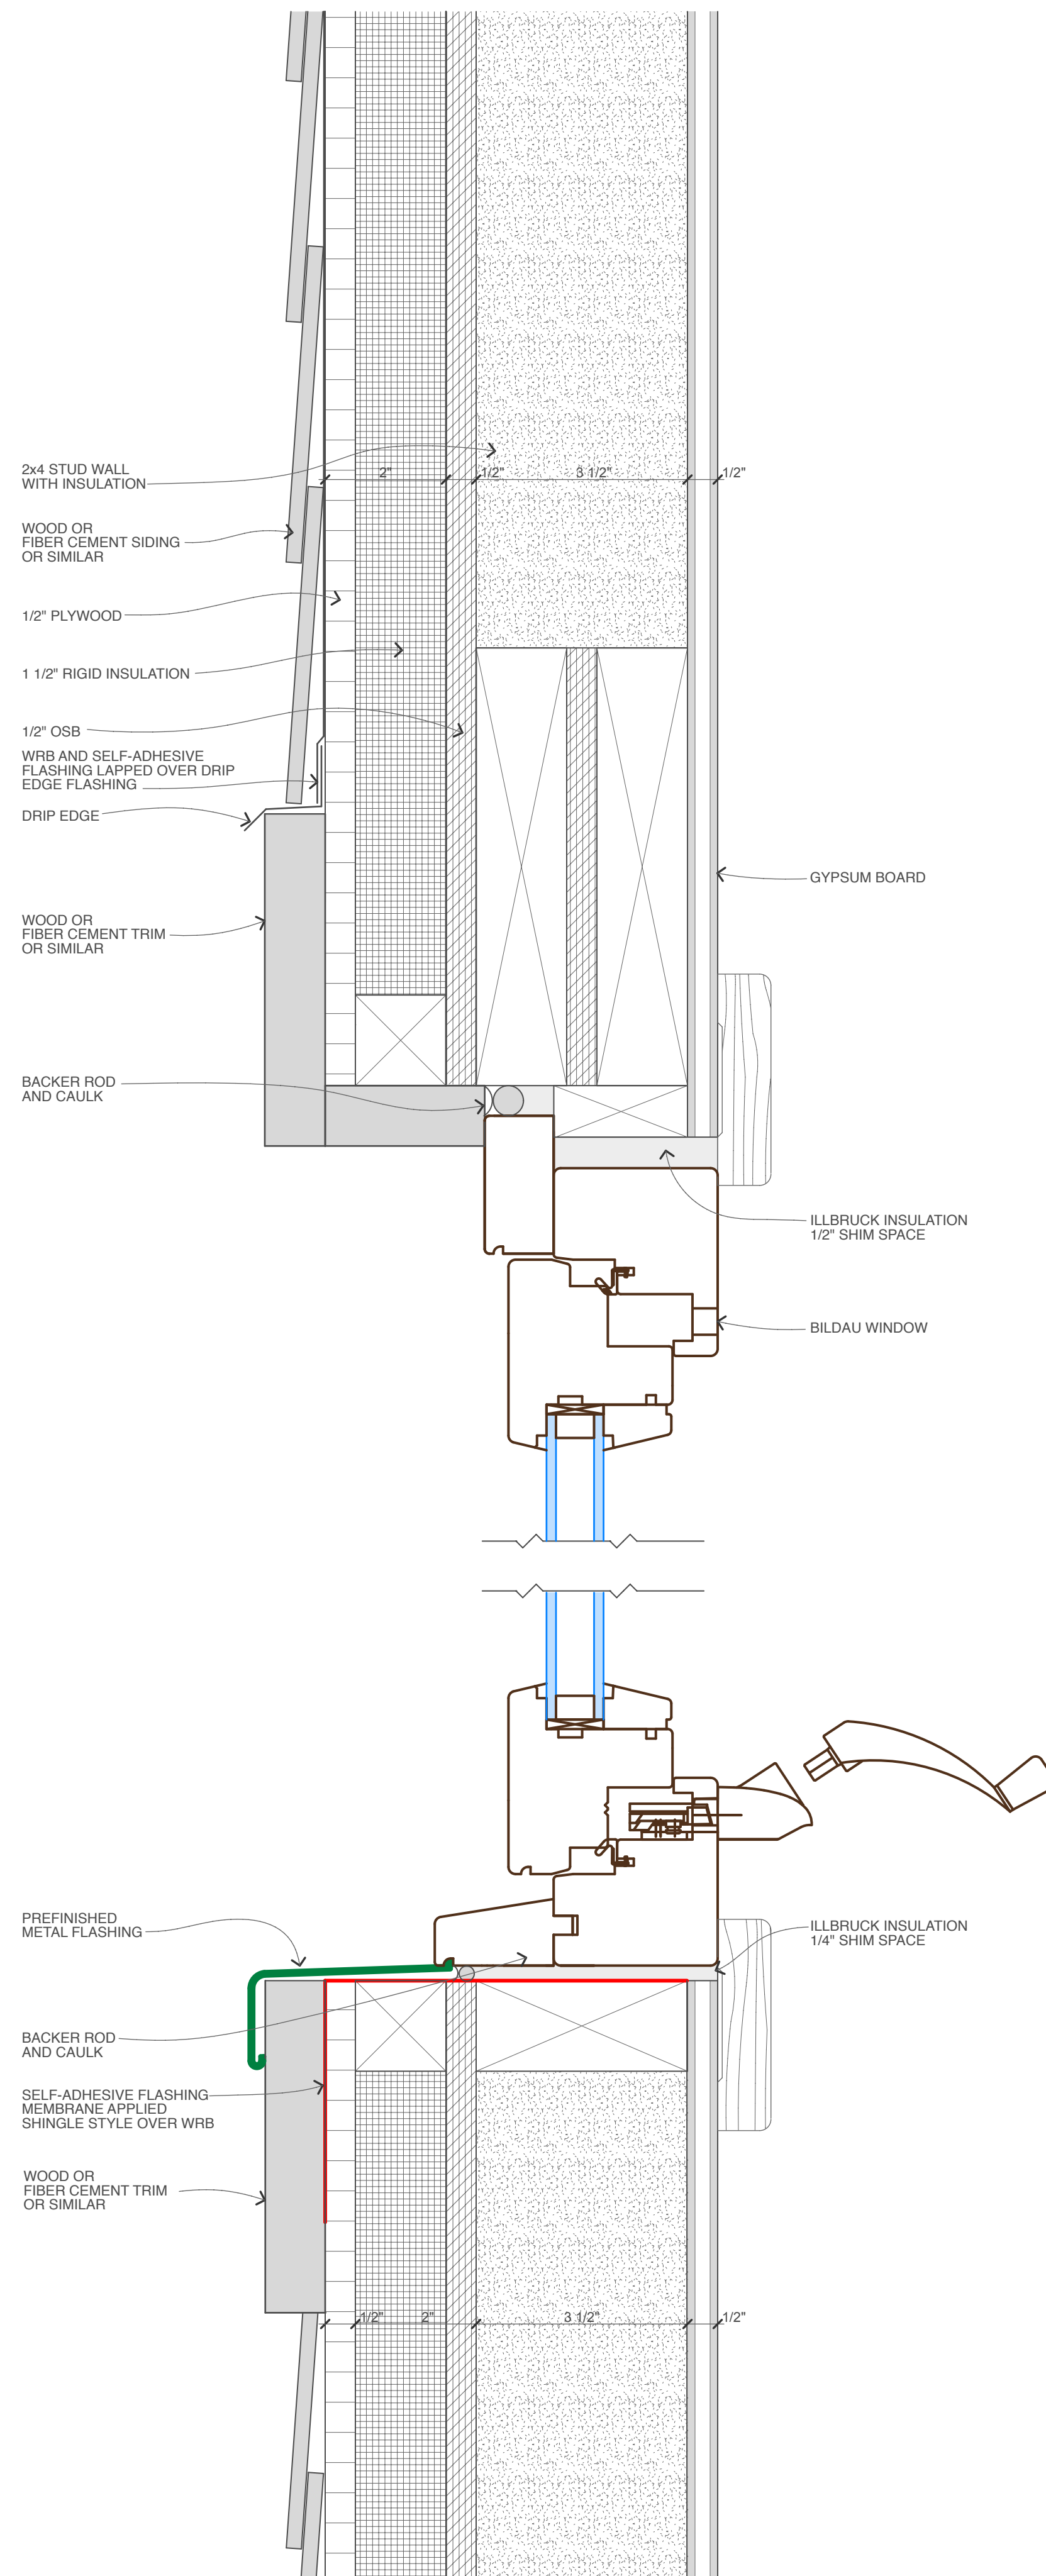 2x4 STUD WALL
WITH INSULATION
2"
1/2"
3 1/2"
1/2"
WOOD OR
FIBER CEMENT SIDING
OR SIMILAR
1/2" PLYWOOD
1 1/2" RIGID INSULATION
1/2" OSB
WRB AND SELF-ADHESIVE
FLASHING LAPPED OVER DRIP
EDGE FLASHING
DRIP EDGE
GYPSUM BOARD
WOOD OR
FIBER CEMENT TRIM
OR SIMILAR
BACKER ROD
AND CAULK
ILLBRUCK INSULATION
1/2" SHIM SPACE
BILDAU WINDOW
PREFINISHED
METAL FLASHING
ILLBRUCK INSULATION
1/4" SHIM SPACE
BACKER ROD
AND CAULK
SELF-ADHESIVE FLASHING
MEMBRANE APPLIED
SHINGLE STYLE OVER WRB
WOOD OR
FIBER CEMENT TRIM
OR SIMILAR
1/2"
2"
3 1/2"
1/2"